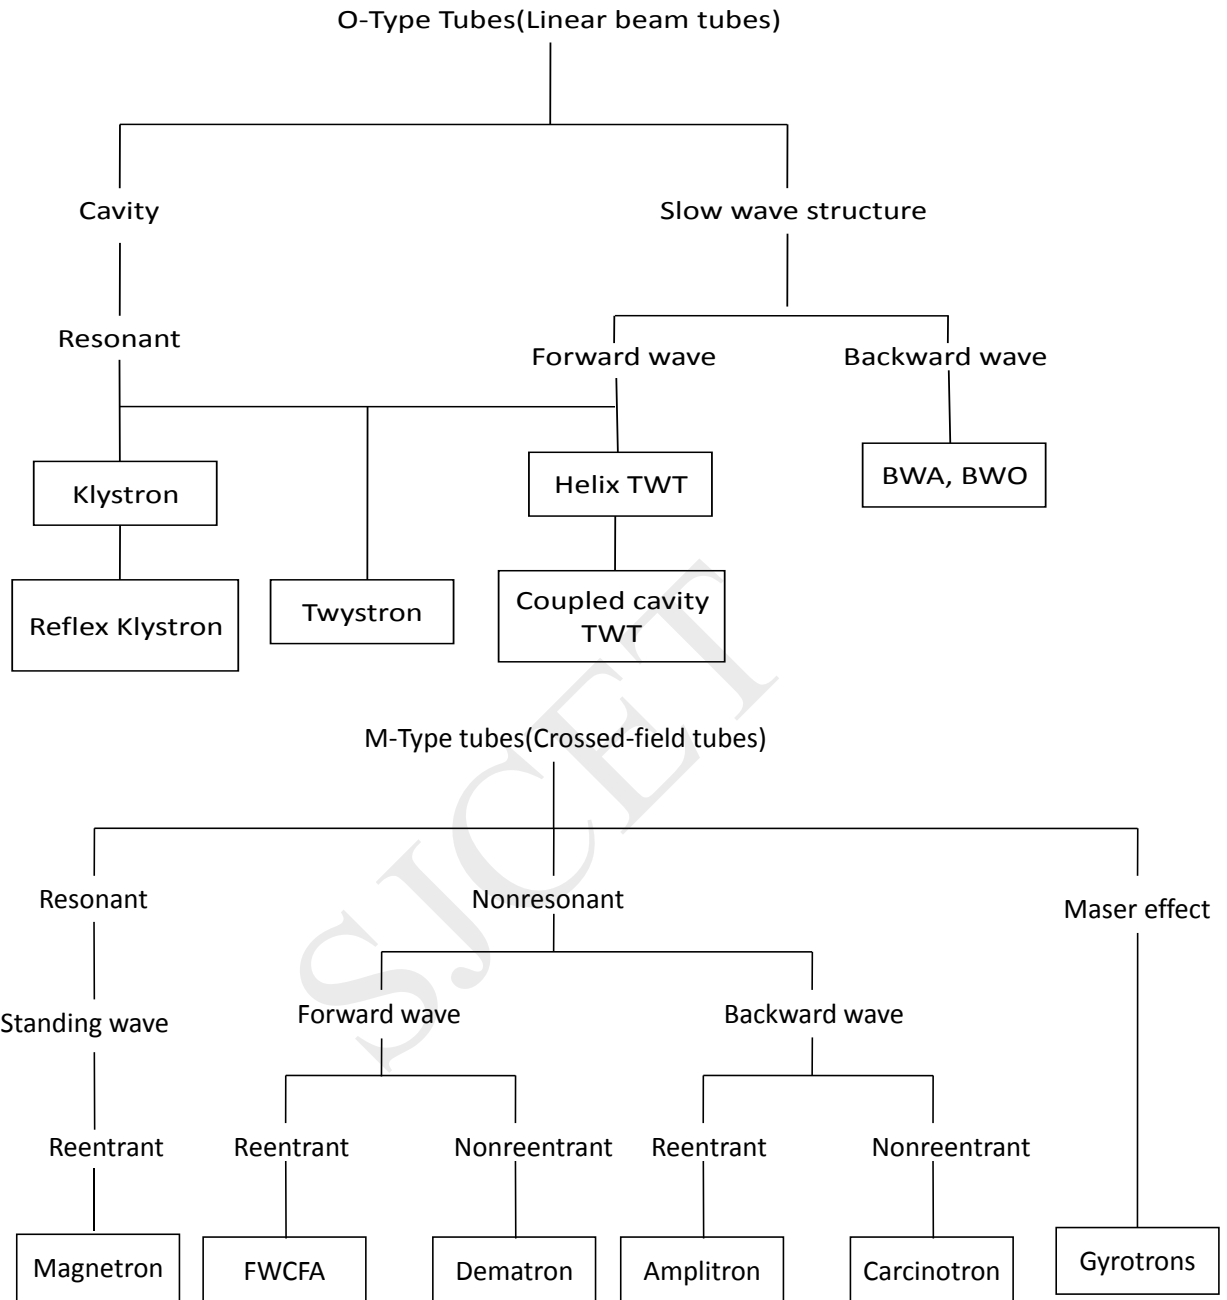 O-Type Tubes(Linear beam tubes)
Cavity
Slow wave structure
Resonant
Forward wave
Backward wave
Klystron
Helix TWT
BWA, BWO
Reflex Klystron
Twystron
Coupled cavity
TWT
M-Type tubes(Crossed-field tubes)
Resonant
Nonresonant
Maser effect
Standing wave
Forward wave
Backward wave
Reentrant
Reentrant
Nonreentrant
Reentrant
Nonreentrant
Magnetron
FWCFA
Dematron
Amplitron
Carcinotron
Gyrotrons
SJCET